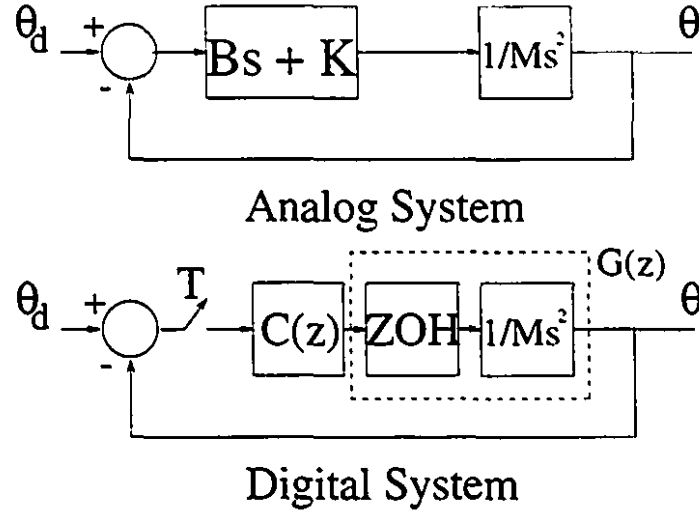 θd + - Bs + K 1/Ms² θ
Analog System
θd + - T C(z) ZOH 1/Ms² G(z) θ
Digital System